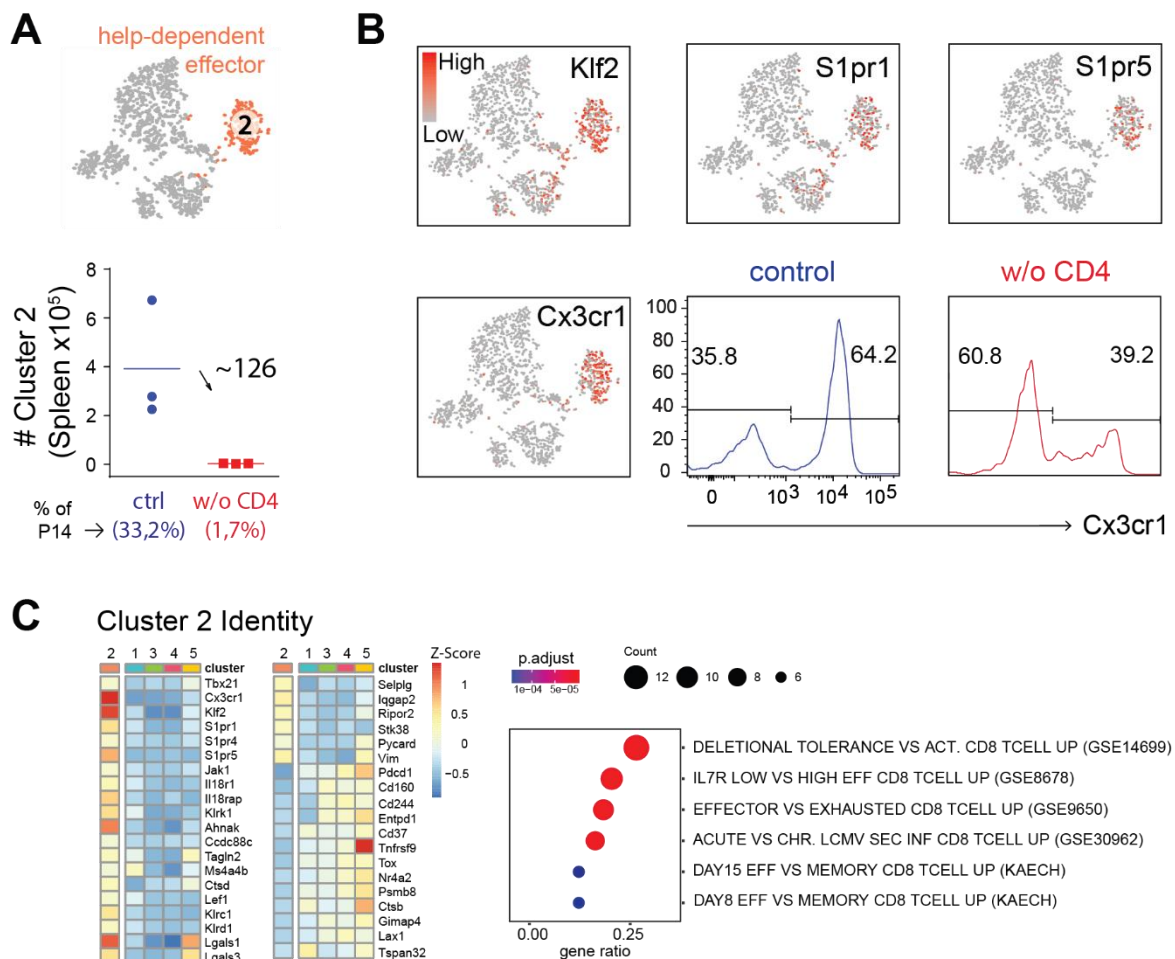 A
help-dependent
effector
2
# Cluster 2
(Spleen x10⁵)
8
6
4
2
0
~126
% of
P14 →
ctrl
(33,2%)
w/o CD4
(1,7%)
B
High
Low
Klf2
S1pr1
S1pr5
Cx3cr1
control
100
80
60
40
20
0
35.8
64.2
0 10³ 10⁴ 10⁵
w/o CD4
60.8
39.2
Cx3cr1
C
Cluster 2 Identity
2 1 3 4 5
cluster
Tbx21
Cx3cr1
Klf2
S1pr1
S1pr4
S1pr5
Jak1
Il18r1
Il18rap
Klrk1
Ahnak
Ccdc88c
Tagln2
Ms4a4b
Ctsd
Lef1
Klrc1
Klrd1
Lgals1
Lgals3
2 1 3 4 5
cluster
Selplg
Iqgap2
Ripor2
Stk38
Pycard
Vim
Pdcd1
Cd160
Cd244
Entpd1
Cd37
Tnfrsf9
Tox
Nr4a2
Psmb8
Ctsb
Gimap4
Lax1
Tspan32
Z-Score
1
0.5
0
−0.5
p.adjust
1e-04 5e-05
Count
12 10 8 6
DELETIONAL TOLERANCE VS ACT. CD8 TCELL UP (GSE14699)
IL7R LOW VS HIGH EFF CD8 TCELL UP (GSE8678)
EFFECTOR VS EXHAUSTED CD8 TCELL UP (GSE9650)
ACUTE VS CHR. LCMV SEC INF CD8 TCELL UP (GSE30962)
DAY15 EFF VS MEMORY CD8 TCELL UP (KAECH)
DAY8 EFF VS MEMORY CD8 TCELL UP (KAECH)
0.00 0.25
gene ratio